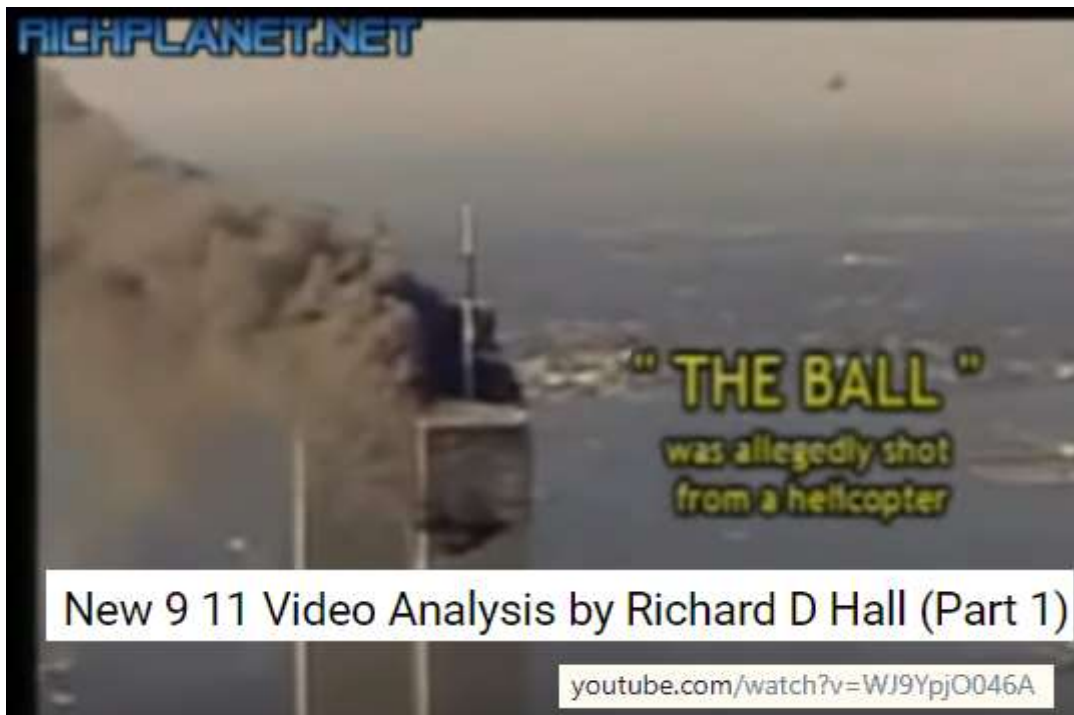 RICHPLANET.NET
" THE BALL "
was allegedly shot
from a helicopter
New 9 11 Video Analysis by Richard D Hall (Part 1)
youtube.com/watch?v=WJ9YpjO046A